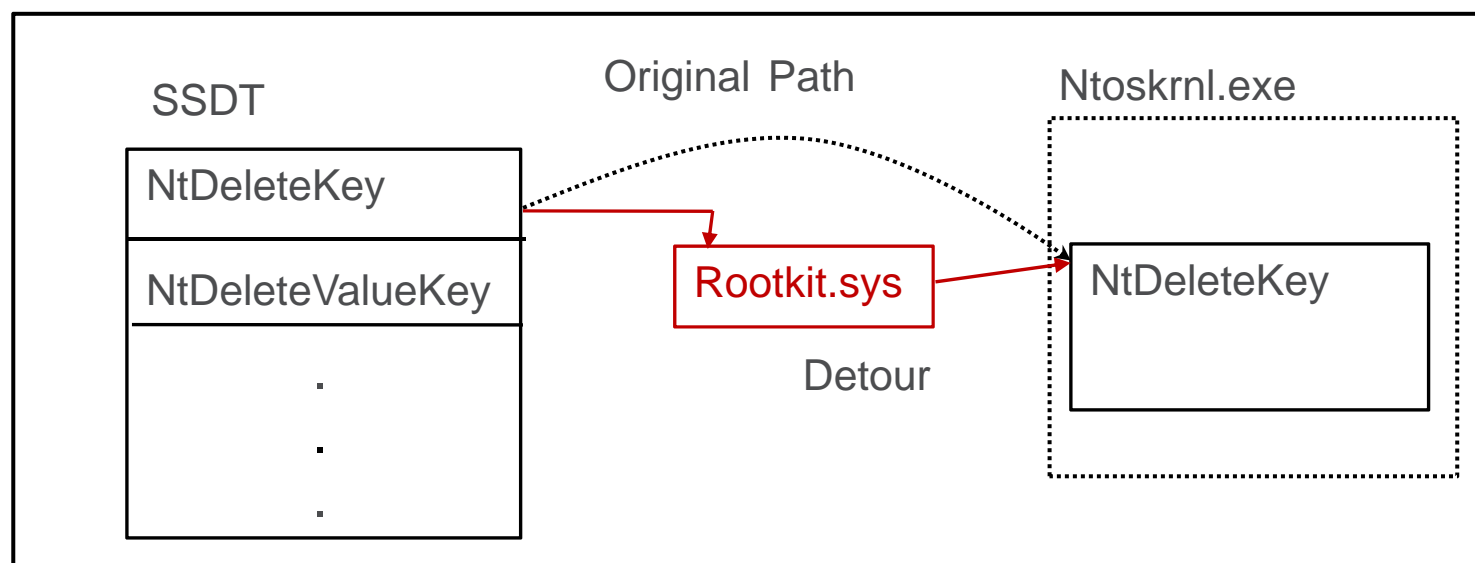 SSDT
Original Path
Ntoskrnl.exe
NtDeleteKey
NtDeleteValueKey
.
.
.
Rootkit.sys
Detour
NtDeleteKey